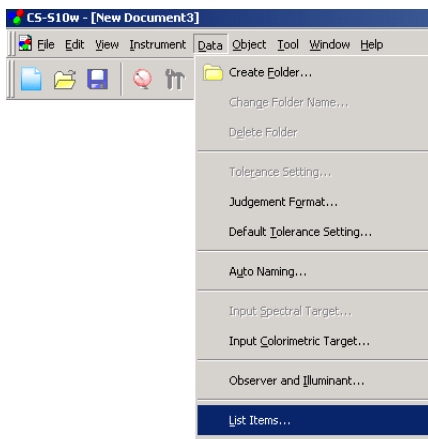 CS-S10w - [New Document3]
File Edit View Instrument Data Object Tool Window Help
Create Folder...
Change Folder Name...
Delete Folder
Tolerance Setting...
Judgement Format...
Default Tolerance Setting...
Auto Naming...
Input Spectral Target...
Input Colorimetric Target...
Observer and Illuminant...
List Items...